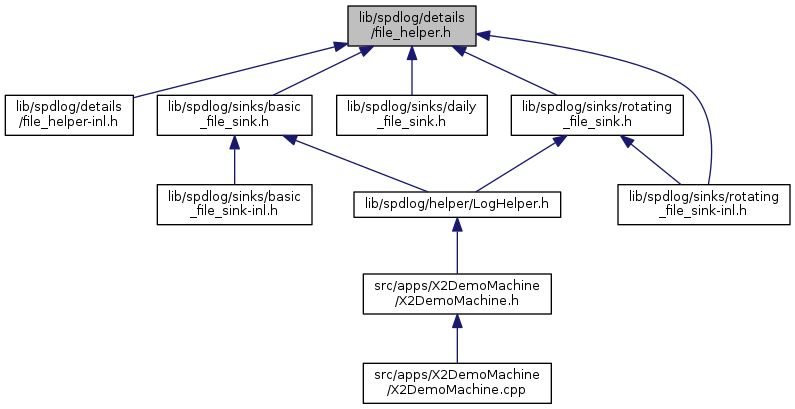 lib/spdlog/details
/file_helper.h
lib/spdlog/details
/file_helper-inl.h
lib/spdlog/sinks/basic
_file_sink.h
lib/spdlog/sinks/daily
_file_sink.h
lib/spdlog/sinks/rotating
_file_sink.h
lib/spdlog/sinks/basic
_file_sink-inl.h
lib/spdlog/helper/LogHelper.h
lib/spdlog/sinks/rotating
_file_sink-inl.h
src/apps/X2DemoMachine
/X2DemoMachine.h
src/apps/X2DemoMachine
/X2DemoMachine.cpp